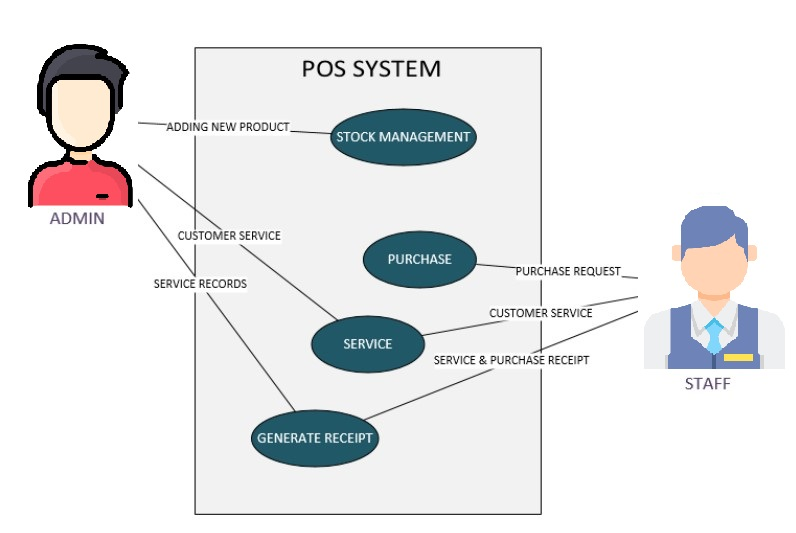 POS SYSTEM
ADDING NEW PRODUCT
STOCK MANAGEMENT
ADMIN
CUSTOMER SERVICE
PURCHASE
PURCHASE REQUEST
SERVICE RECORDS
CUSTOMER SERVICE
SERVICE
SERVICE & PURCHASE RECEIPT
STAFF
GENERATE RECEIPT